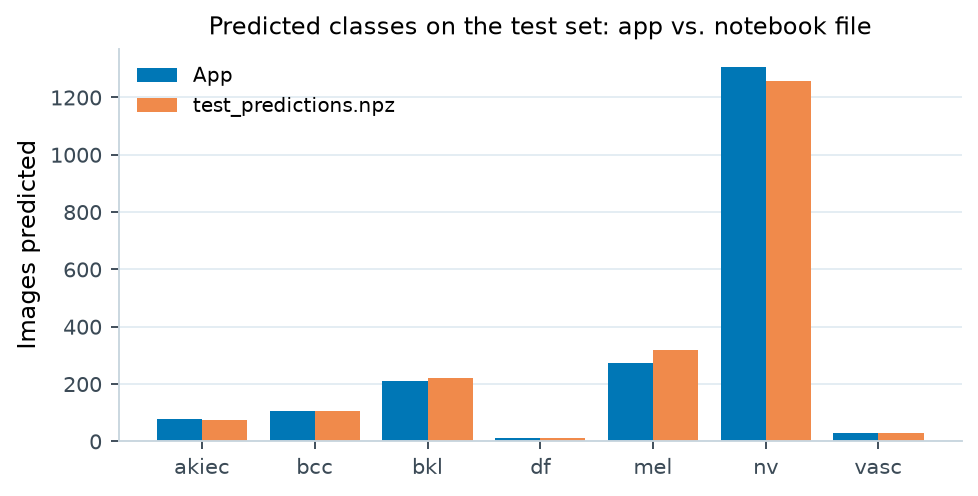 Predicted classes on the test set: app vs. notebook file
App
test_predictions.npz
Images predicted
1200
1000
800
600
400
200
0
akiec bcc bkl df mel nv vasc